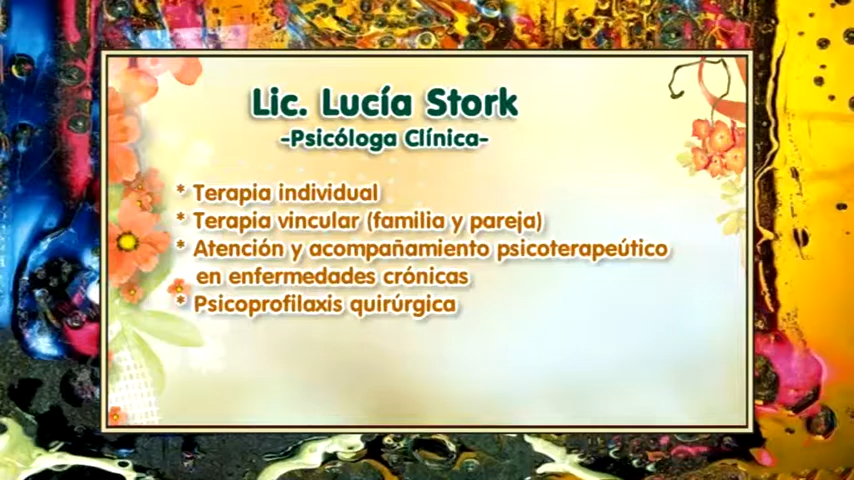 Lic. Lucía Stork
-Psicóloga Clínica-
* Terapia individual
* Terapia vincular (familia y pareja)
* Atención y acompañamiento psicoterapeútico
en enfermedades crónicas
* Psicoprofilaxis quirúrgica